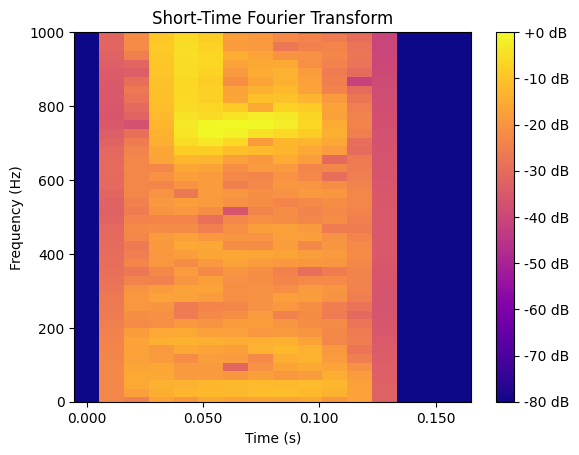 Short-Time Fourier Transform
1000
800
600
400
200
0
Frequency (Hz)
0.000
0.050
0.100
0.150
Time (s)
+0 dB
-10 dB
-20 dB
-30 dB
-40 dB
-50 dB
-60 dB
-70 dB
-80 dB